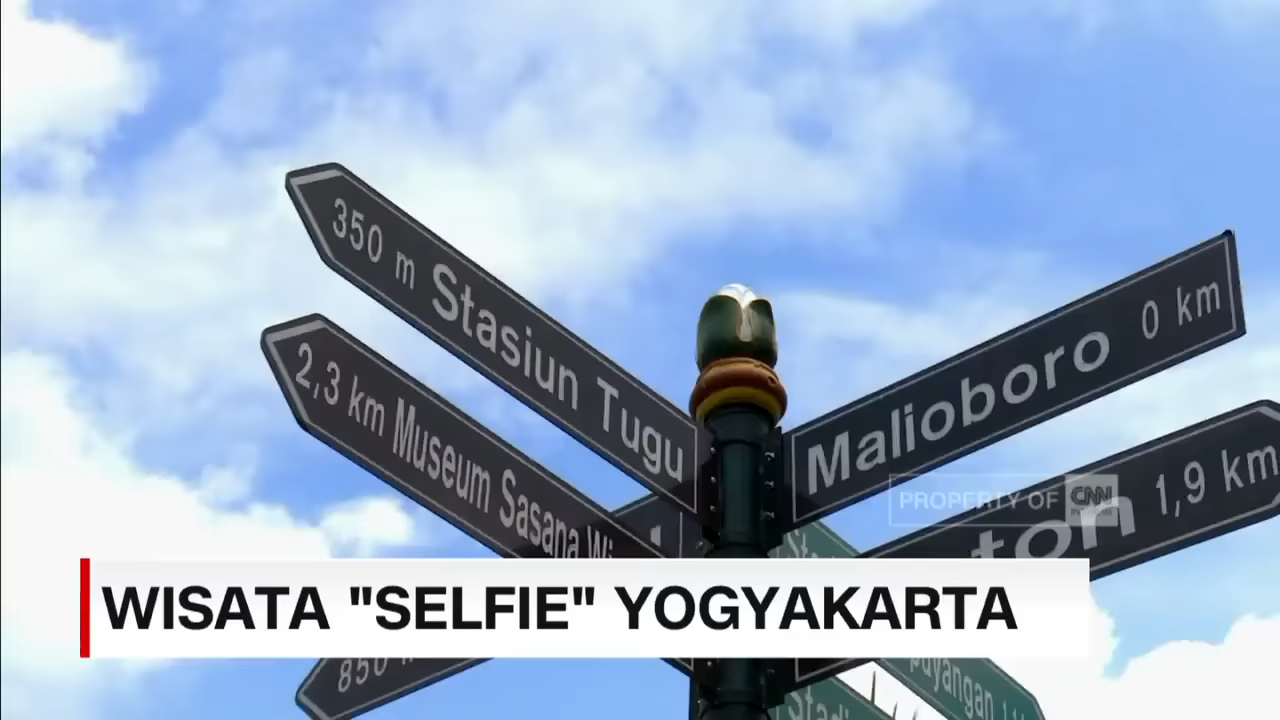 350 m Stasiun Tugu
2,3 km Museum Sasana
Malioboro 0 km
1,9 km
PROPERTY OF CNN
WISATA "SELFIE" YOGYAKARTA
850